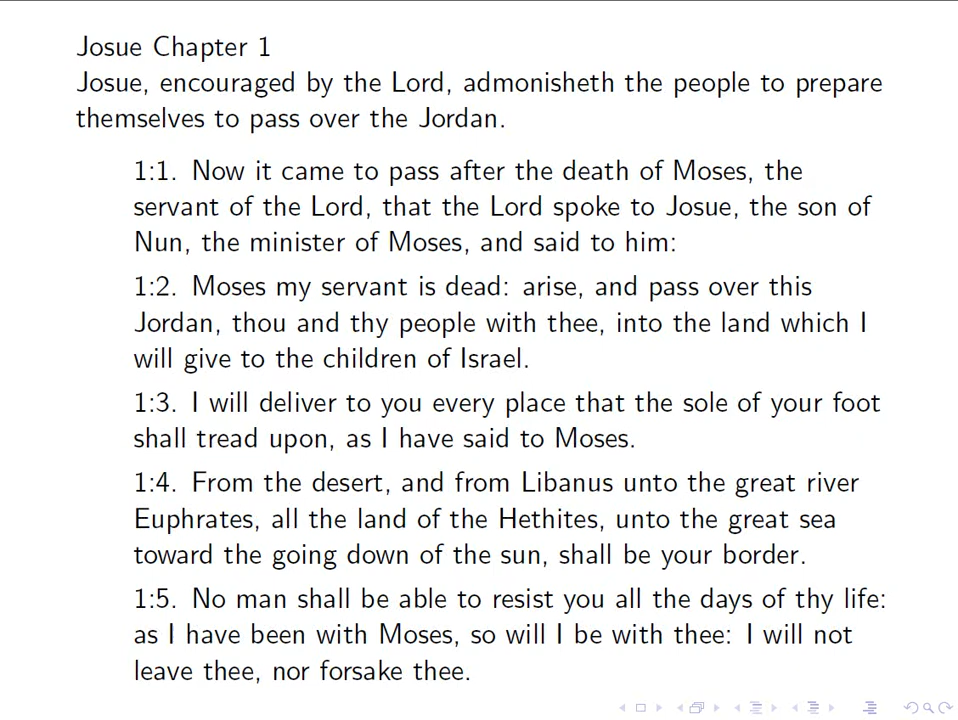 Josue Chapter 1
Josue, encouraged by the Lord, admonisheth the people to prepare
themselves to pass over the Jordan.
1:1. Now it came to pass after the death of Moses, the
servant of the Lord, that the Lord spoke to Josue, the son of
Nun, the minister of Moses, and said to him:
1:2. Moses my servant is dead: arise, and pass over this
Jordan, thou and thy people with thee, into the land which I
will give to the children of Israel.
1:3. I will deliver to you every place that the sole of your foot
shall tread upon, as I have said to Moses.
1:4. From the desert, and from Libanus unto the great river
Euphrates, all the land of the Hethites, unto the great sea
toward the going down of the sun, shall be your border.
1:5. No man shall be able to resist you all the days of thy life:
as I have been with Moses, so will I be with thee: I will not
leave thee, nor forsake thee.